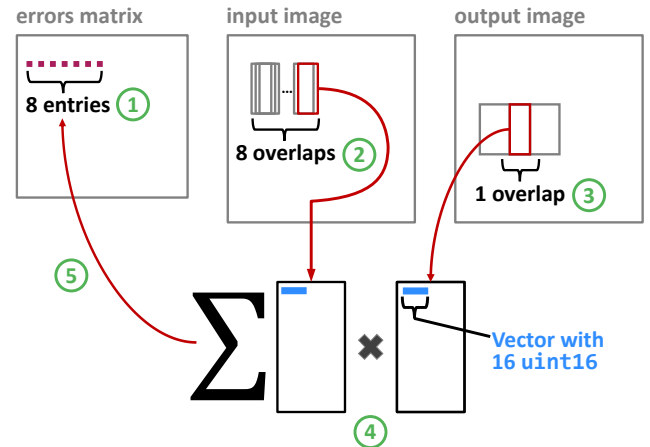 errors matrix
input image
output image
8 entries
1
...
8 overlaps
2
1 overlap
3
5
Σ
×
Vector with
16 uint16
4